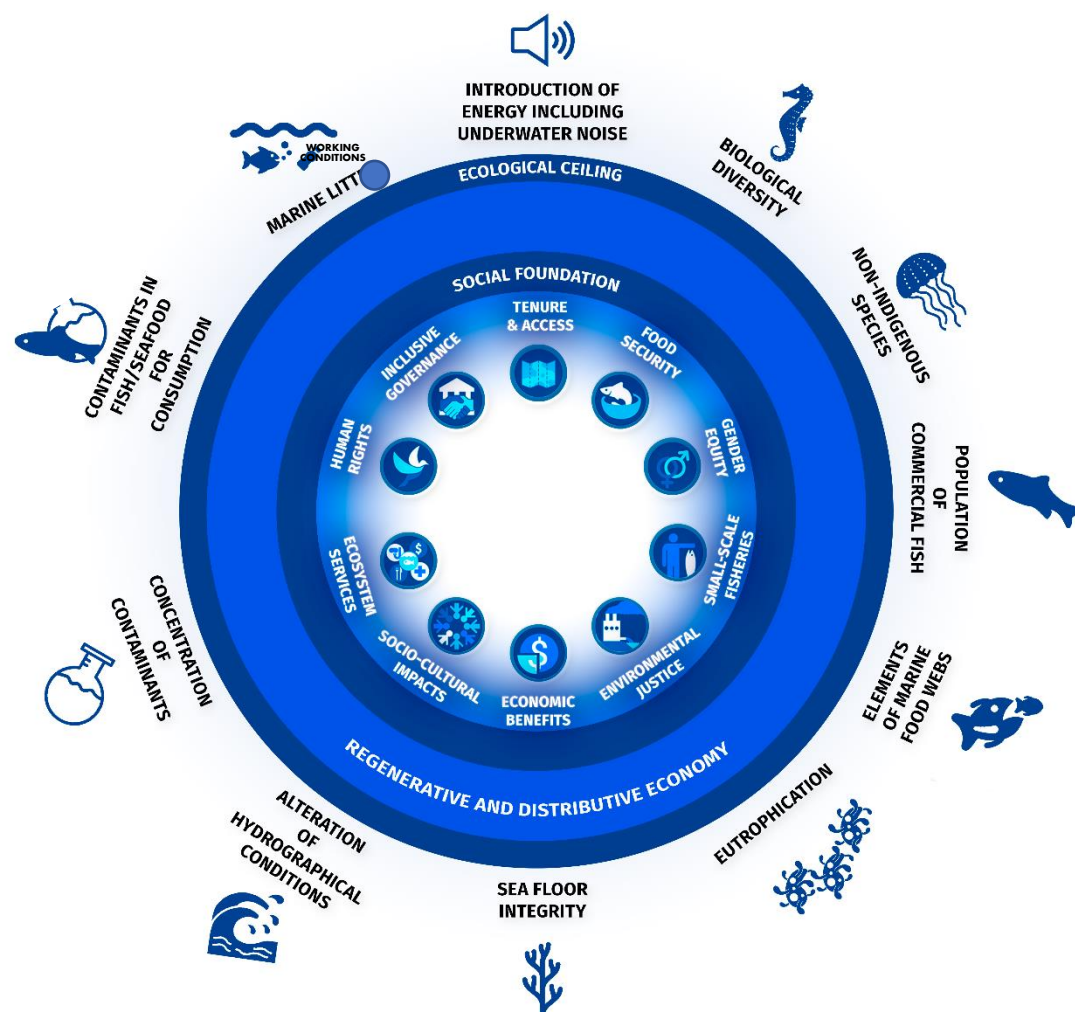 INTRODUCTION OF
ENERGY INCLUDING
UNDERWATER NOISE
BIOLOGICAL
DIVERSITY
NON-INDIGENOUS
SPECIES
POPULATION
OF
COMMERCIAL FISH
ELEMENTS
OF MARINE
FOOD WEBS
EUTROPHICATION
SEA FLOOR
INTEGRITY
ALTERATION
OF
HYDROGRAPHICAL
CONDITIONS
CONCENTRATION
OF
CONTAMINANTS
CONTAMINANTS IN
FISH/SEAFOOD
FOR
CONSUMPTION
WORKING
CONDITIONS
MARINE
ECOLOGICAL CEILING
SOCIAL FOUNDATION
TENURE
& ACCESS
FOOD
SECURITY
GENDER
EQUITY
SMALL-SCALE
FISHERIES
ENVIRONMENTAL
JUSTICE
ECONOMIC
BENEFITS
SOCIO-CULTURAL
IMPACTS
ECOSYSTEM
SERVICES
HUMAN
RIGHTS
INCLUSIVE
GOVERNANCE
REGENERATIVE AND DISTRIBUTIVE ECONOMY